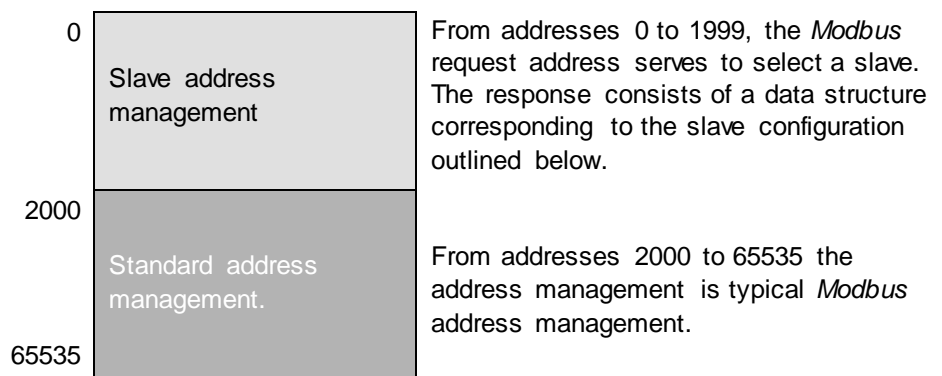 0
Slave address
management
From addresses 0 to 1999, the Modbus
request address serves to select a slave.
The response consists of a data structure
corresponding to the slave configuration
outlined below.
2000
Standard address
management.
From addresses 2000 to 65535 the
address management is typical Modbus
address management.
65535